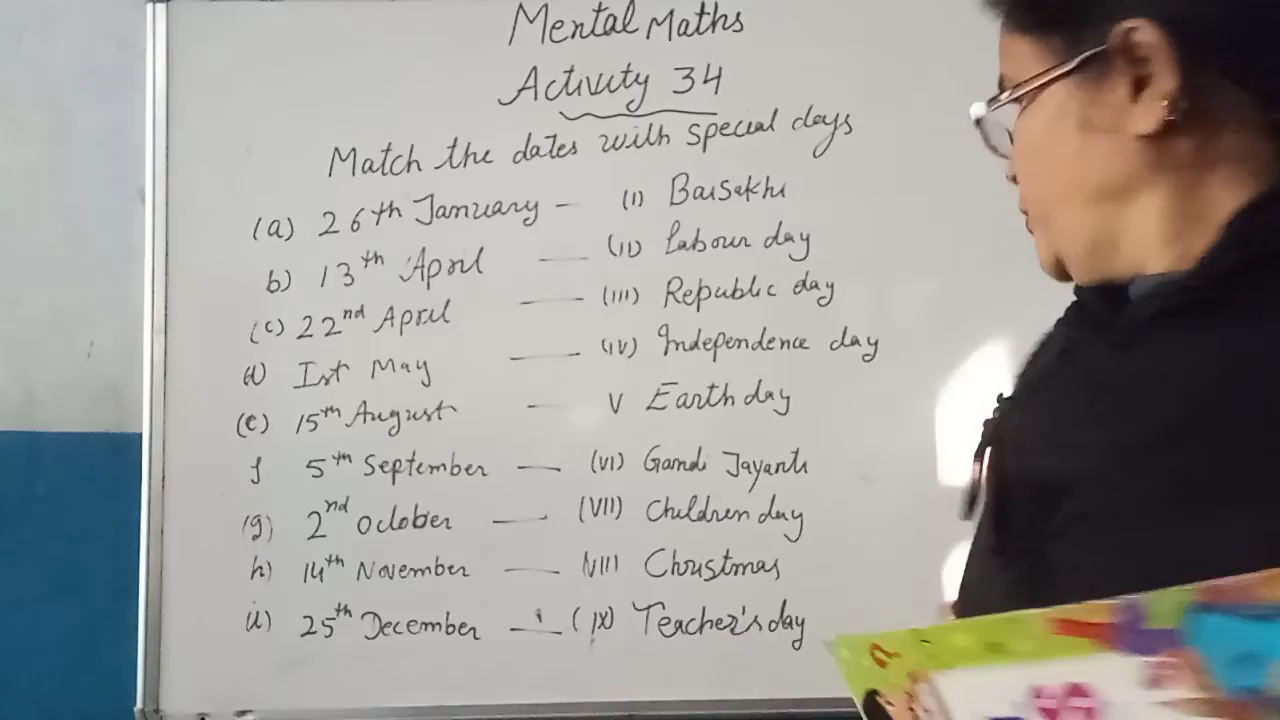 Mental Maths
Activity 34
Match the dates with special days
(a) 26th January — (I) Baisakhi
b) 13th April — (II) Labour day
(c) 22nd April — (III) Republic day
d) Ist May — (IV) Independence day
(e) 15th August — V Earth day
f 5th September — (VI) Gandi Jayanti
(g) 2nd October — (VII) Children day
h) 14th November — (VIII Christmas
ii) 25th December — (IX) Teacher's day